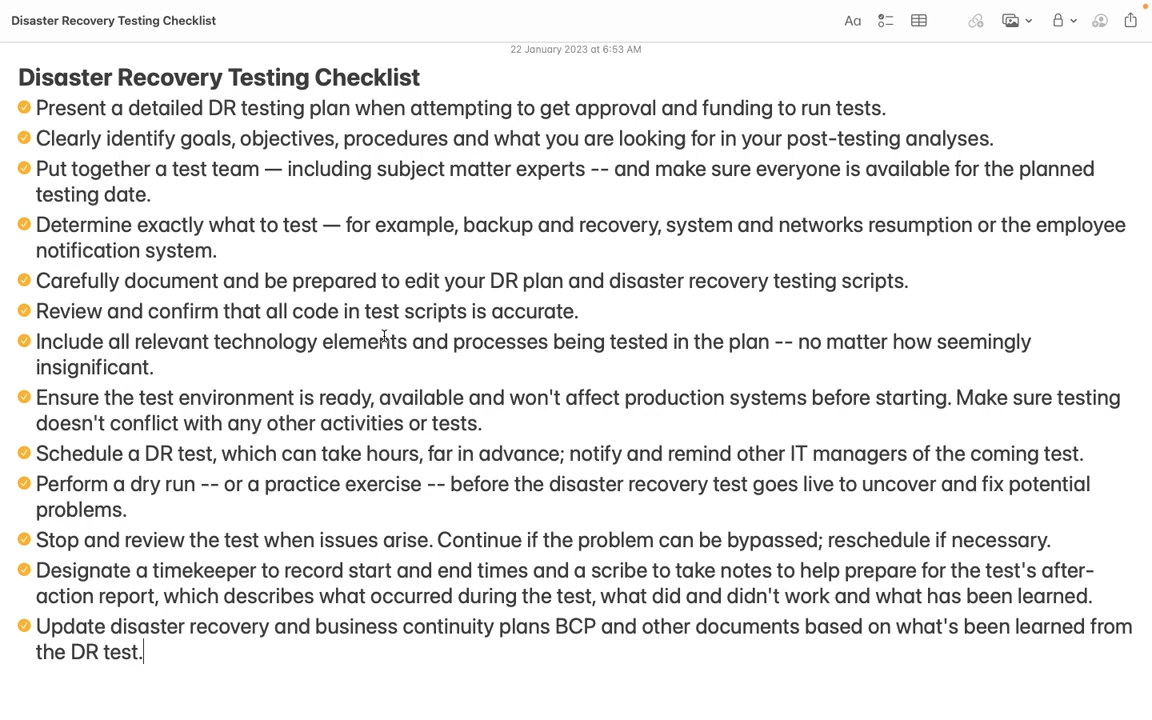 Disaster Recovery Testing Checklist
Aa
22 January 2023 at 6:53 AM
Disaster Recovery Testing Checklist
Present a detailed DR testing plan when attempting to get approval and funding to run tests.
Clearly identify goals, objectives, procedures and what you are looking for in your post-testing analyses.
Put together a test team — including subject matter experts -- and make sure everyone is available for the planned
testing date.
Determine exactly what to test — for example, backup and recovery, system and networks resumption or the employee
notification system.
Carefully document and be prepared to edit your DR plan and disaster recovery testing scripts.
Review and confirm that all code in test scripts is accurate.
Include all relevant technology elements and processes being tested in the plan -- no matter how seemingly
insignificant.
Ensure the test environment is ready, available and won't affect production systems before starting. Make sure testing
doesn't conflict with any other activities or tests.
Schedule a DR test, which can take hours, far in advance; notify and remind other IT managers of the coming test.
Perform a dry run -- or a practice exercise -- before the disaster recovery test goes live to uncover and fix potential
problems.
Stop and review the test when issues arise. Continue if the problem can be bypassed; reschedule if necessary.
Designate a timekeeper to record start and end times and a scribe to take notes to help prepare for the test's after-
action report, which describes what occurred during the test, what did and didn't work and what has been learned.
Update disaster recovery and business continuity plans BCP and other documents based on what's been learned from
the DR test.